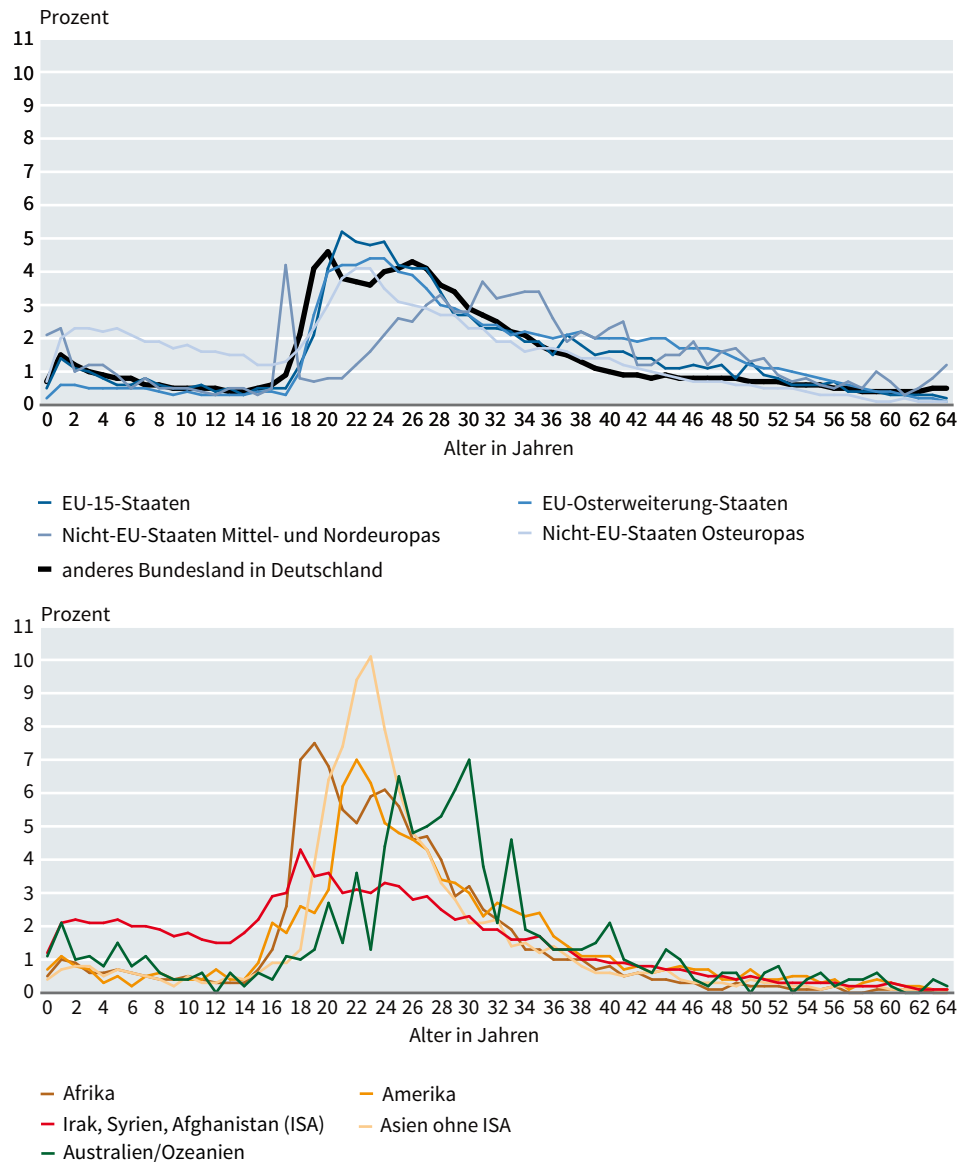 Prozent
11
10
9
8
7
6
5
4
3
2
1
0
0 2 4 6 8 10 12 14 16 18 20 22 24 26 28 30 32 34 36 38 40 42 44 46 48 50 52 54 56 58 60 62 64
Alter in Jahren
EU-15-Staaten
EU-Osterweiterung-Staaten
Nicht-EU-Staaten Mittel- und Nordeuropas
Nicht-EU-Staaten Osteuropas
anderes Bundesland in Deutschland
Prozent
11
10
9
8
7
6
5
4
3
2
1
0
0 2 4 6 8 10 12 14 16 18 20 22 24 26 28 30 32 34 36 38 40 42 44 46 48 50 52 54 56 58 60 62 64
Alter in Jahren
Afrika
Amerika
Irak, Syrien, Afghanistan (ISA)
Asien ohne ISA
Australien/Ozeanien